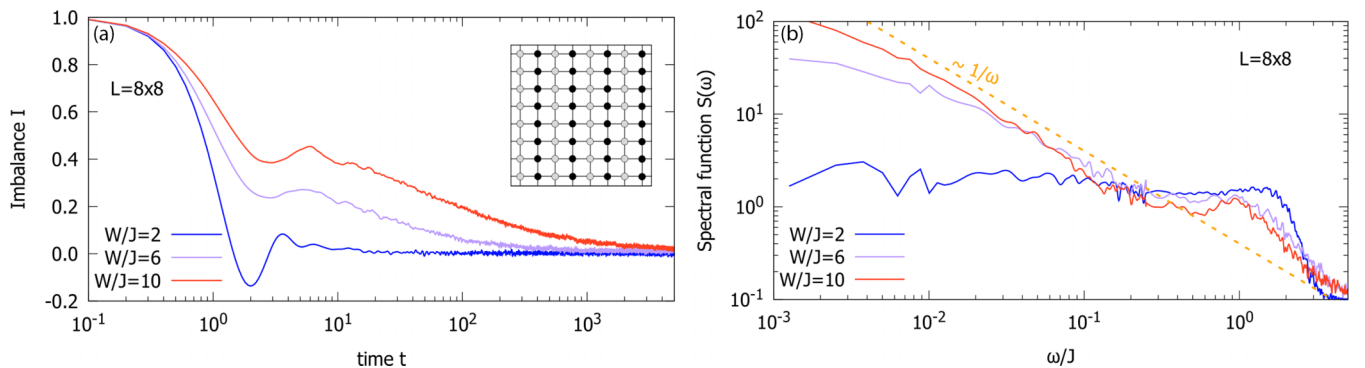 (a)
L=8x8
Imbalance I
1.0
0.8
0.6
0.4
0.2
0.0
-0.2
W/J=2
W/J=6
W/J=10
10^-1
10^0
10^1
10^2
10^3
time t
(b)
L=8x8
~ 1/ω
Spectral function S(ω)
10^2
10^1
10^0
10^-1
W/J=2
W/J=6
W/J=10
10^-3
10^-2
10^-1
10^0
ω/J